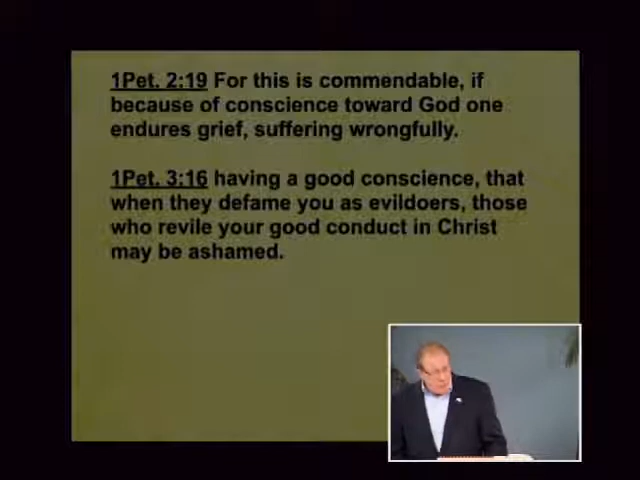 1Pet. 2:19 For this is commendable, if
because of conscience toward God one
endures grief, suffering wrongfully.
1Pet. 3:16 having a good conscience, that
when they defame you as evildoers, those
who revile your good conduct in Christ
may be ashamed.